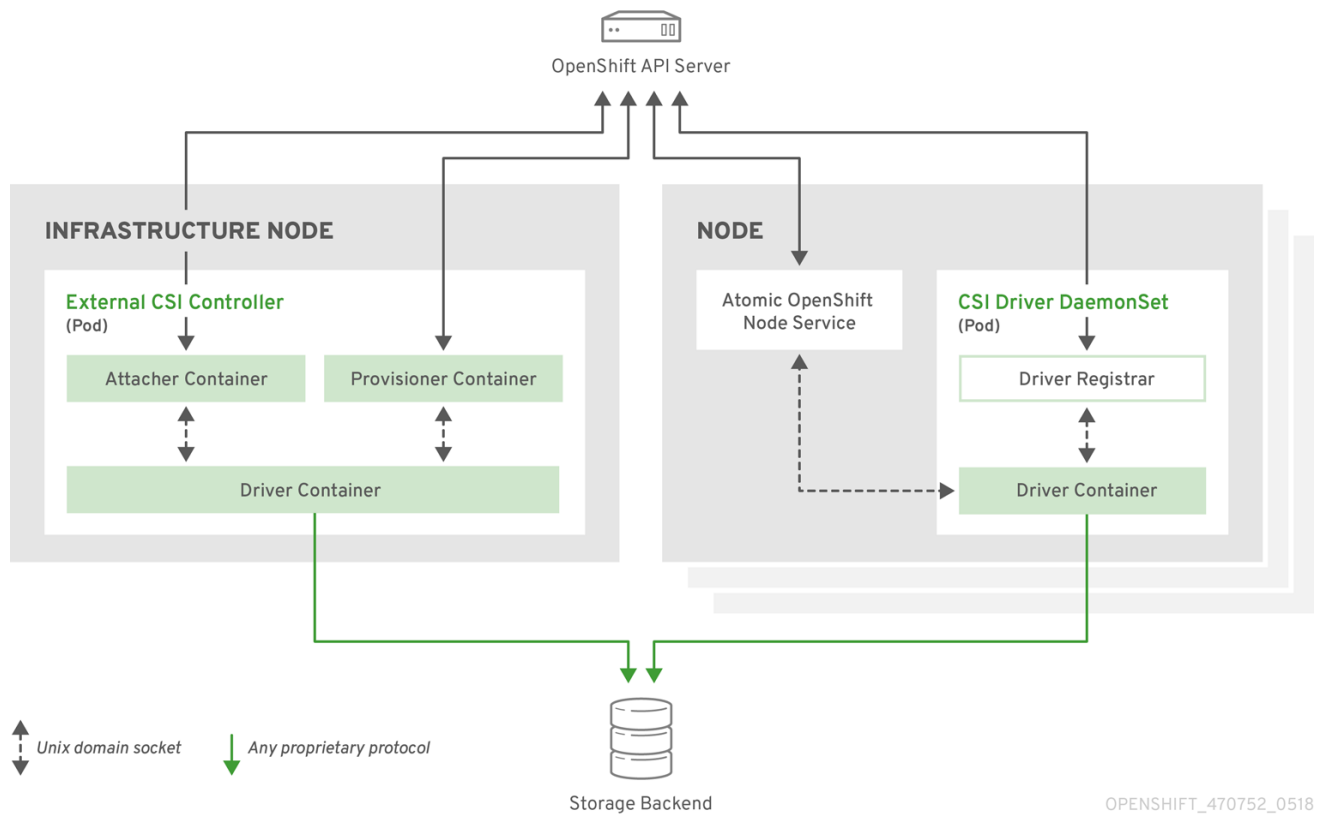 OpenShift API Server
INFRASTRUCTURE NODE
External CSI Controller
(Pod)
Attacher Container
Provisioner Container
Driver Container
NODE
Atomic OpenShift
Node Service
CSI Driver DaemonSet
(Pod)
Driver Registrar
Driver Container
Unix domain socket
Any proprietary protocol
Storage Backend
OPENSHIFT_470752_0518